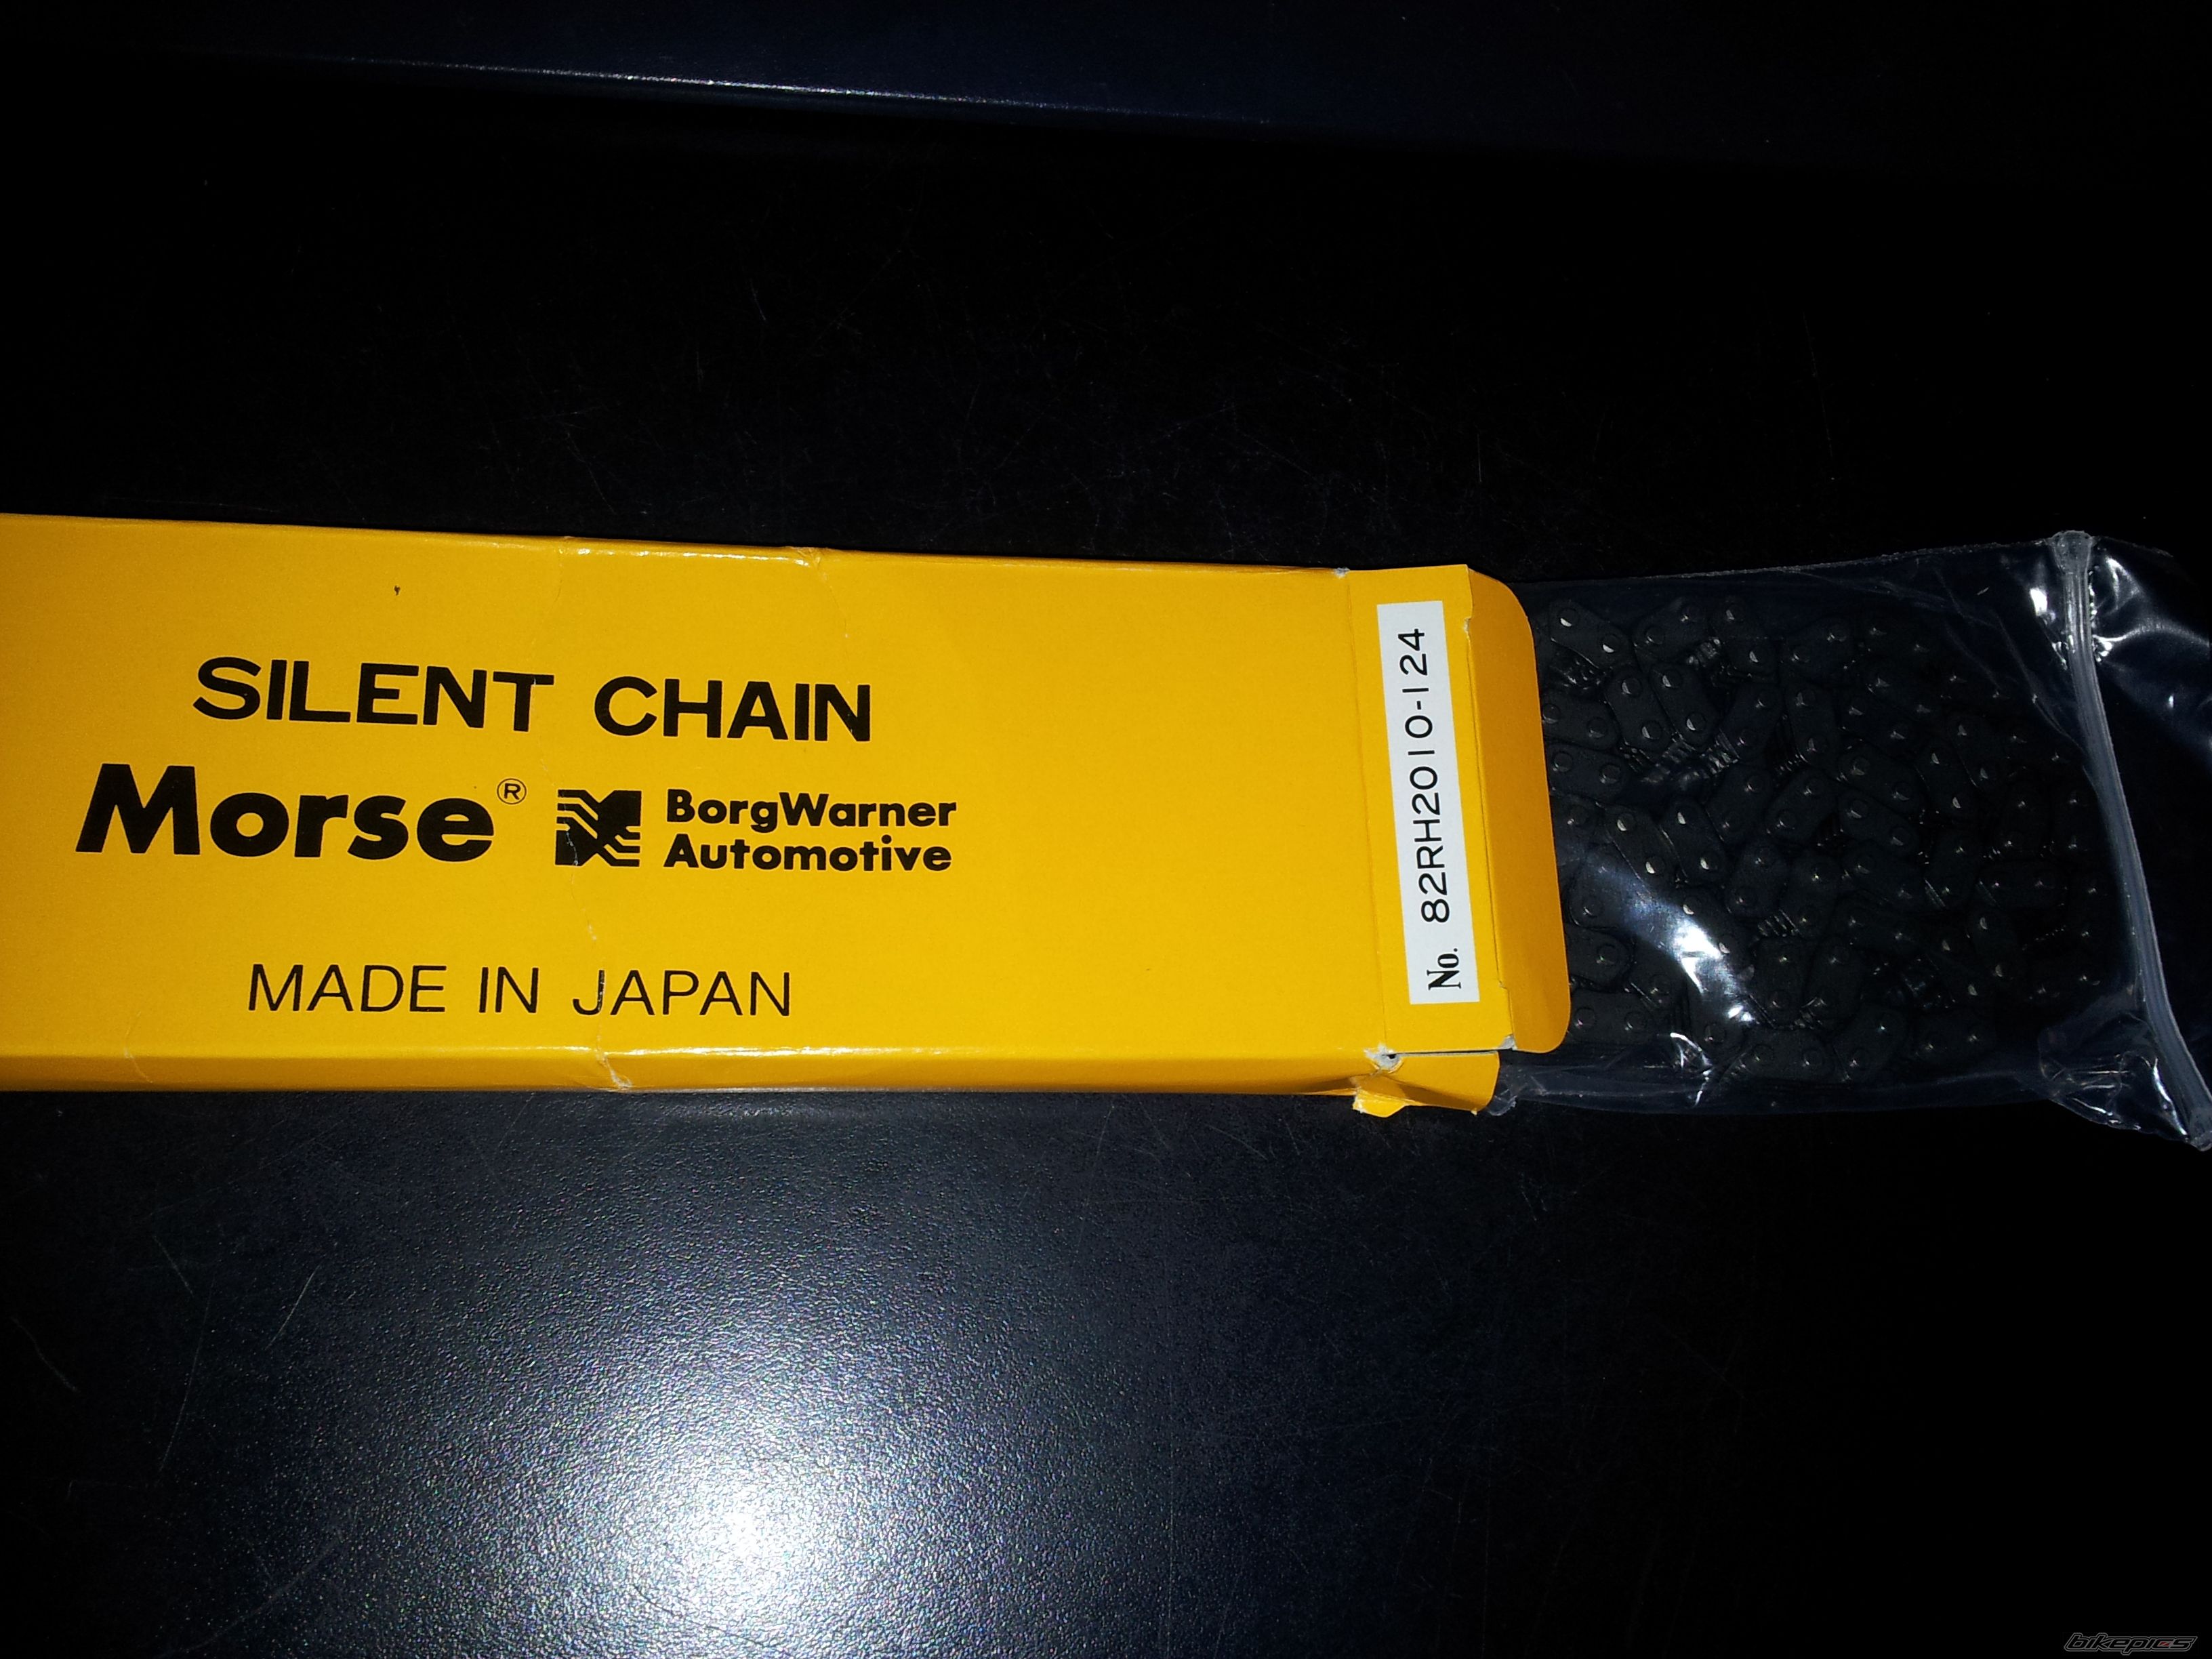 SILENT CHAIN
Morse®
BorgWarner
Automotive
MADE IN JAPAN
No. 82RH2010-124
bikepics